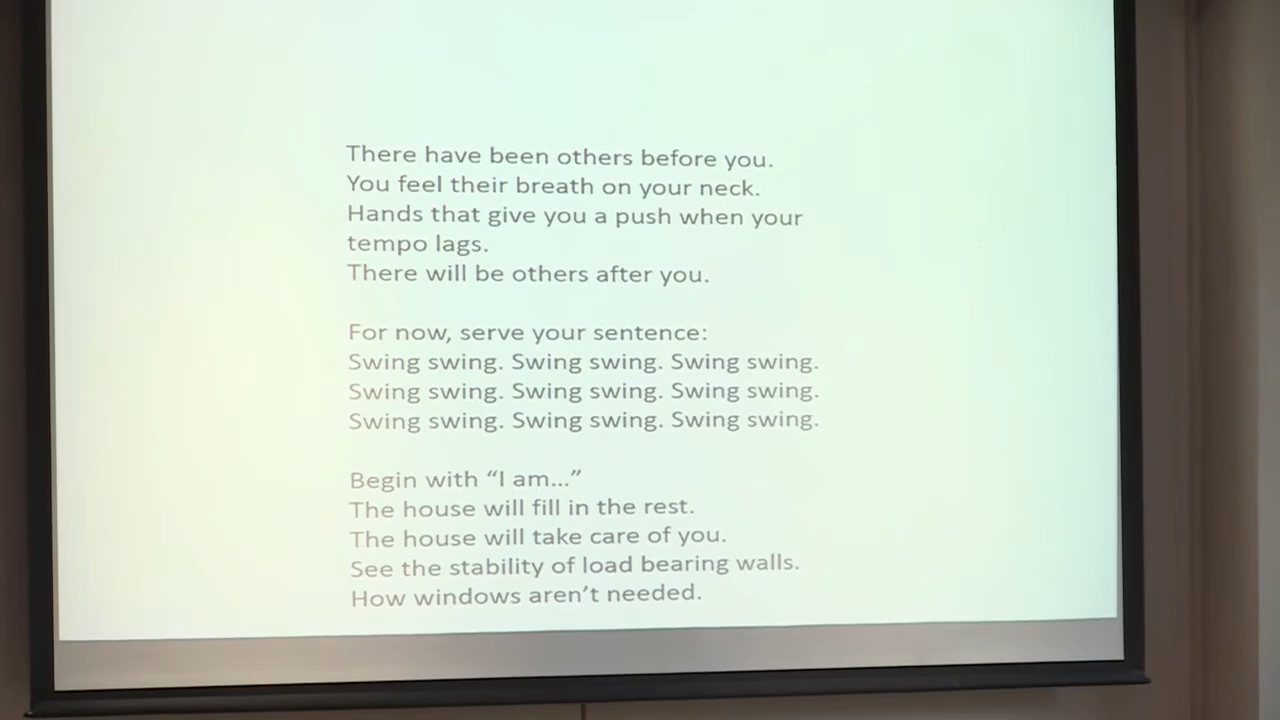 There have been others before you.
You feel their breath on your neck.
Hands that give you a push when your
tempo lags.
There will be others after you.
For now, serve your sentence:
Swing swing. Swing swing. Swing swing.
Swing swing. Swing swing. Swing swing.
Swing swing. Swing swing. Swing swing.
Begin with “I am...”
The house will fill in the rest.
The house will take care of you.
See the stability of load bearing walls.
How windows aren’t needed.